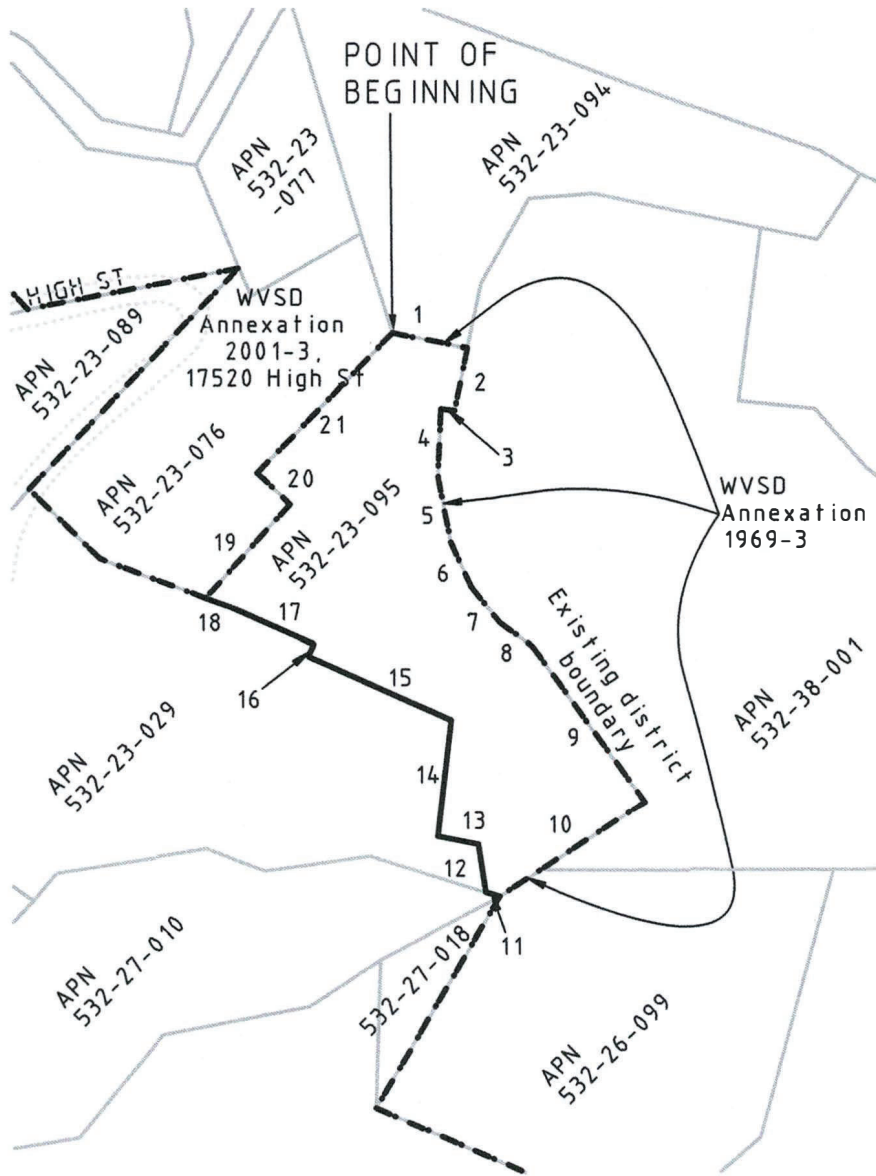 POINT OF
BEGINNING
APN
532-23
-077
APN
532-23-094
HIGH ST
WVSD
Annexation
2001-3,
17520 High St
APN
532-23-089
1
2
3
4
21
APN
532-23-076
20
APN
532-23-095
WVSD
Annexation
1969-3
5
19
6
7
18
17
8
Existing district
boundary
16
15
APN
532-38-001
APN
532-23-029
9
14
13
10
12
11
532-27-018
APN
532-27-010
APN
532-26-099